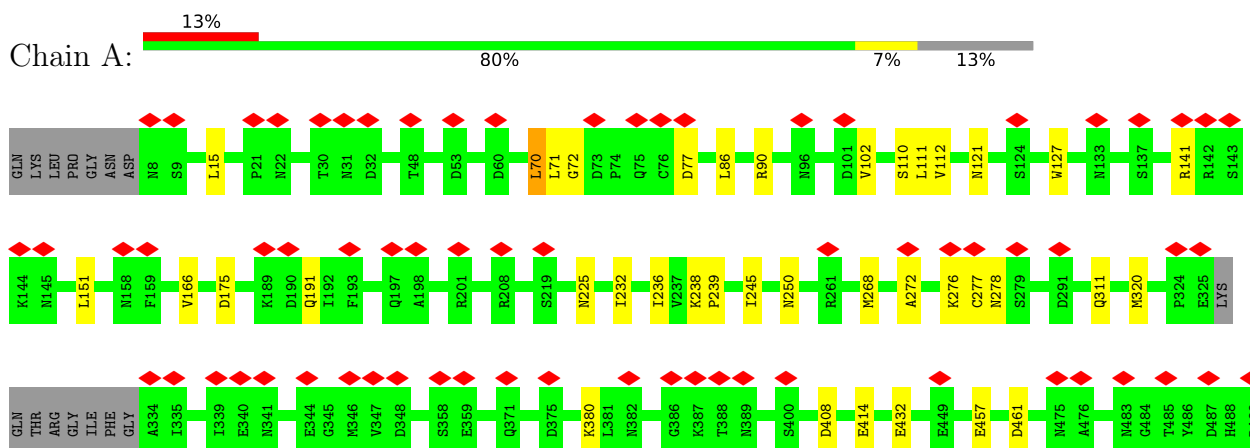 13%
Chain A:
80% 7% 13%
GLN LYS LEU PRO GLY ASN ASP N8 S9 L15 P21 N22 T30 N31 D32 T48 D53 D60 L70 L71 G72 D73 P74 Q75 C76 D77 L86 R90 N96 D101 V102 S110 L111 V112 N121 S124 W127 N133 S137 R141 R142 S143
K144 N145 L151 N158 F159 V166 D175 K189 D190 Q191 I192 F193 Q197 A198 R201 R208 S219 N225 I232 I236 V237 K238 P239 I245 N250 R261 M268 A272 K276 C277 N278 S279 D291 Q311 M320 P324 E325 LYS
GLN THR ARG GLY ILE PHE GLY A334 I335 I339 E340 N341 E344 G345 M346 V347 D348 S358 E359 Q371 D375 K380 L381 N382 G386 K387 T388 N389 S400 D408 E414 E432 E449 E457 D461 N475 A476 N483 G484 T485 Y486 D487 H488